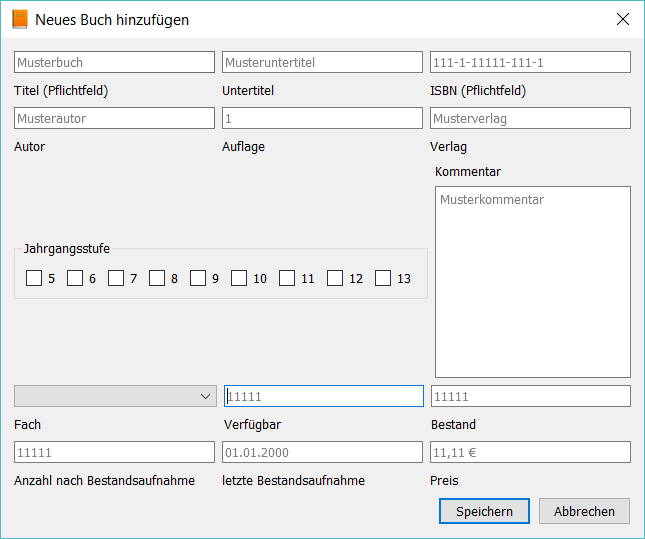 Neues Buch hinzufügen
Musterbuch
Musteruntertitel
111-1-11111-111-1
Titel (Pflichtfeld)
Untertitel
ISBN (Pflichtfeld)
Musterautor
1
Musterverlag
Autor
Auflage
Verlag
Kommentar
Musterkommentar
Jahrgangsstufe
5 6 7 8 9 10 11 12 13
11111
11111
Fach
Verfügbar
Bestand
11111
01.01.2000
11,11 €
Anzahl nach Bestandsaufnahme
letzte Bestandsaufnahme
Preis
Speichern
Abbrechen